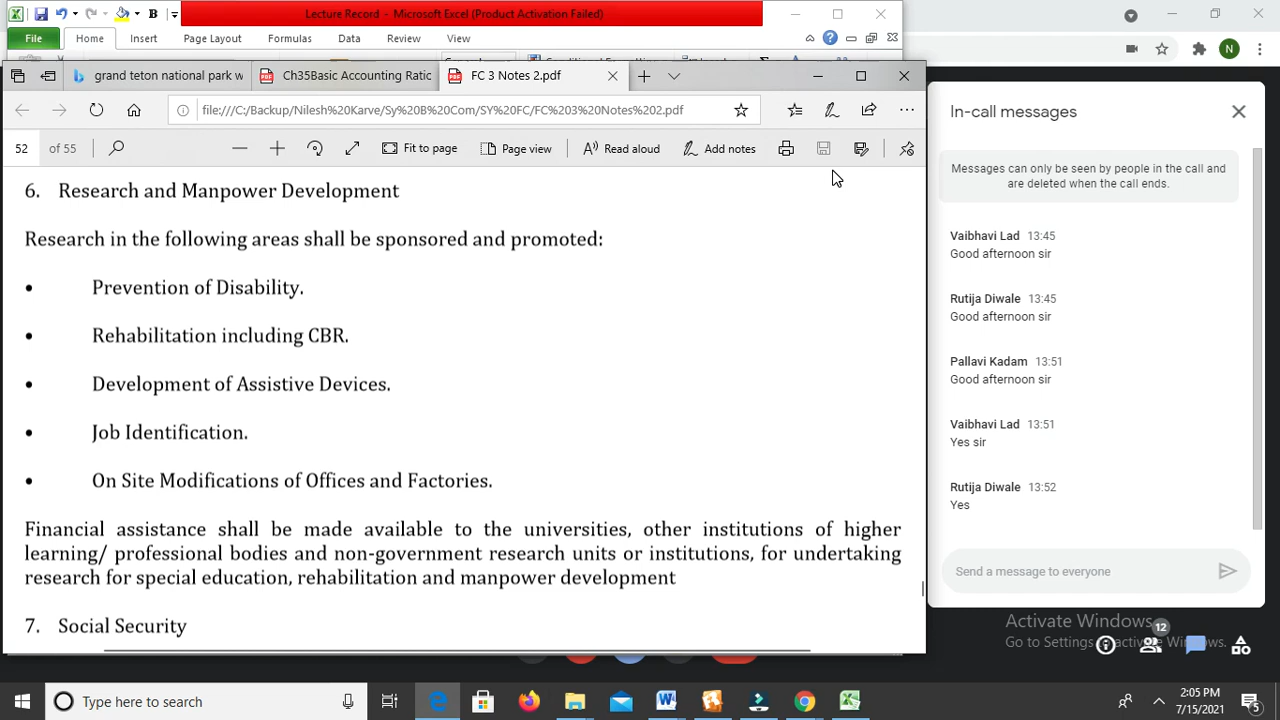 Lecture Record - Microsoft Excel (Product Activation Failed)
File Home Insert Page Layout Formulas Data Review View
grand teton national park w
Ch35Basic Accounting Ratic
FC 3 Notes 2.pdf
file:///C:/Backup/Nilesh%20Karve/Sy%20B%20Com/SY%20FC/FC%203%20Notes%202.pdf
52 of 55 Fit to page Page view Read aloud Add notes
6. Research and Manpower Development
Research in the following areas shall be sponsored and promoted:
• Prevention of Disability.
• Rehabilitation including CBR.
• Development of Assistive Devices.
• Job Identification.
• On Site Modifications of Offices and Factories.
Financial assistance shall be made available to the universities, other institutions of higher
learning/ professional bodies and non-government research units or institutions, for undertaking
research for special education, rehabilitation and manpower development
7. Social Security
N
In-call messages
Messages can only be seen by people in the call and
are deleted when the call ends.
Vaibhavi Lad 13:45
Good afternoon sir
Rutija Diwale 13:45
Good afternoon sir
Pallavi Kadam 13:51
Good afternoon sir
Vaibhavi Lad 13:51
Yes sir
Rutija Diwale 13:52
Yes
Send a message to everyone
Activate Windows
Go to Settings to activate Windows.
12
Type here to search
2:05 PM
7/15/2021
5